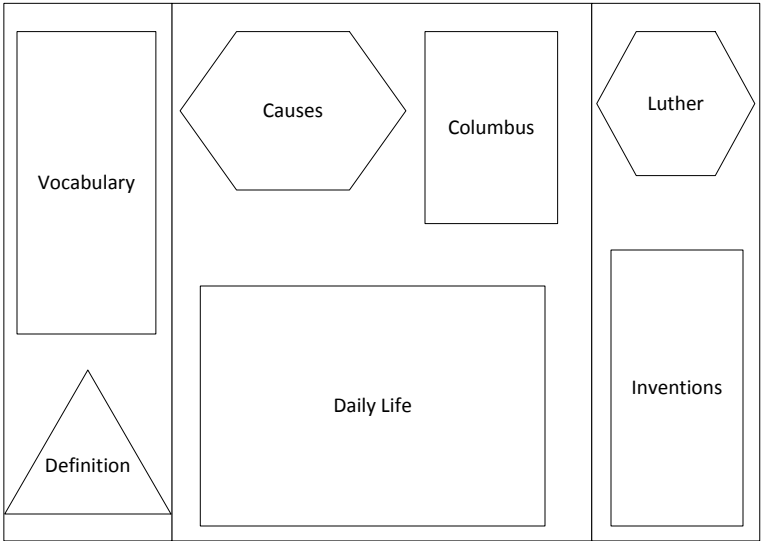 Vocabulary
Definition
Causes
Columbus
Daily Life
Luther
Inventions